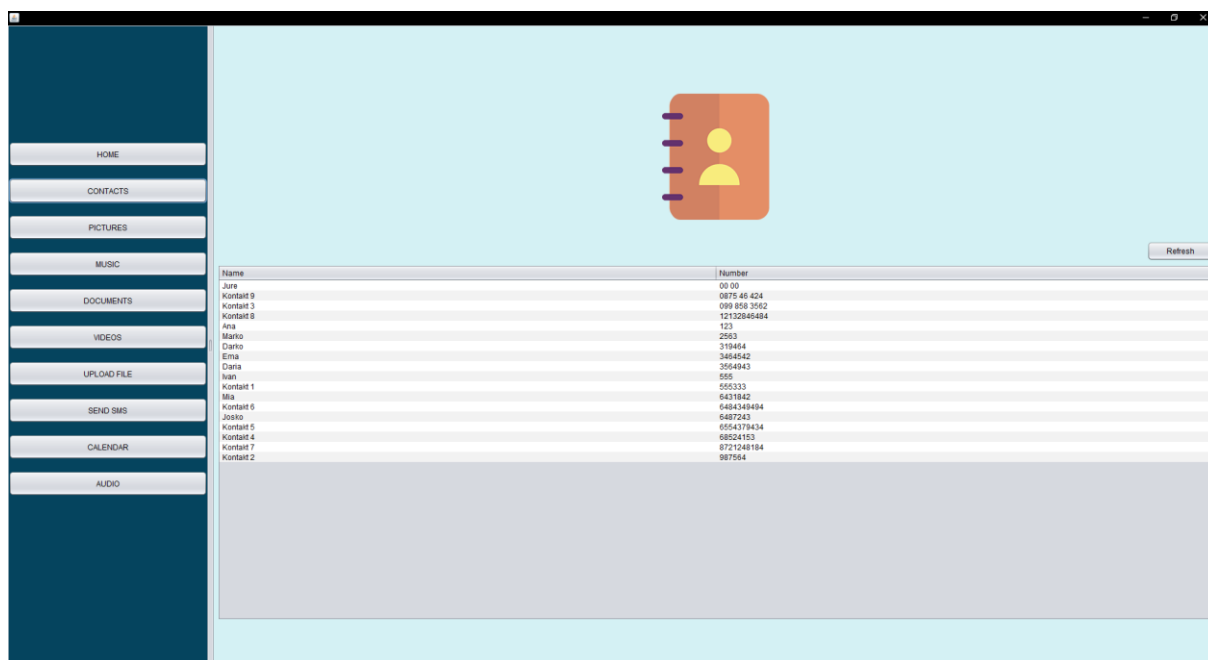 HOME
CONTACTS
PICTURES
MUSIC
DOCUMENTS
VIDEOS
UPLOAD FILE
SEND SMS
CALENDAR
AUDIO
Refresh
Name Number
Jure 00 00
Kontakt 9 0875 46 424
Kontakt 3 099 858 3562
Kontakt 8 12132846484
Ana 123
Marko 2563
Darko 319464
Ema 3464542
Daria 3564943
Ivan 555
Kontakt 1 555333
Mia 6431842
Kontakt 6 6484349494
Josko 6487243
Kontakt 5 6554379434
Kontakt 4 68524153
Kontakt 7 8721248184
Kontakt 2 987564